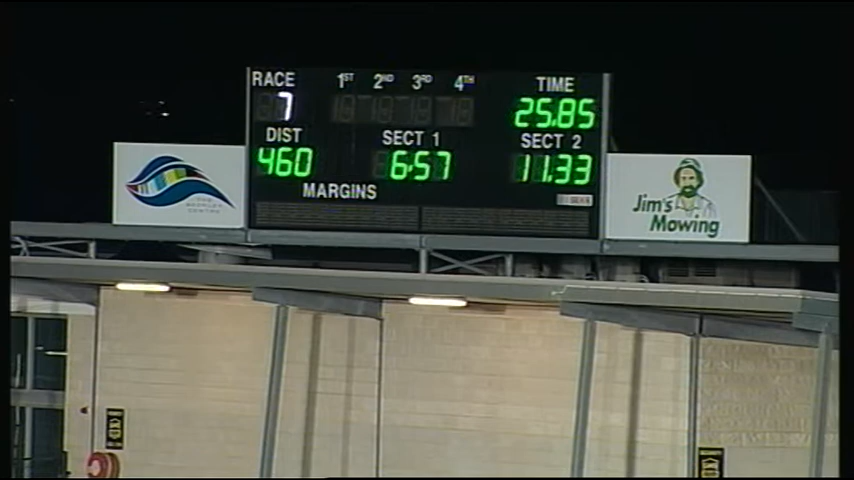 RACE 1ST 2ND 3RD 4TH TIME
7 25.85
DIST SECT 1 SECT 2
460 6.57 11.33
MARGINS
Jim's
Mowing